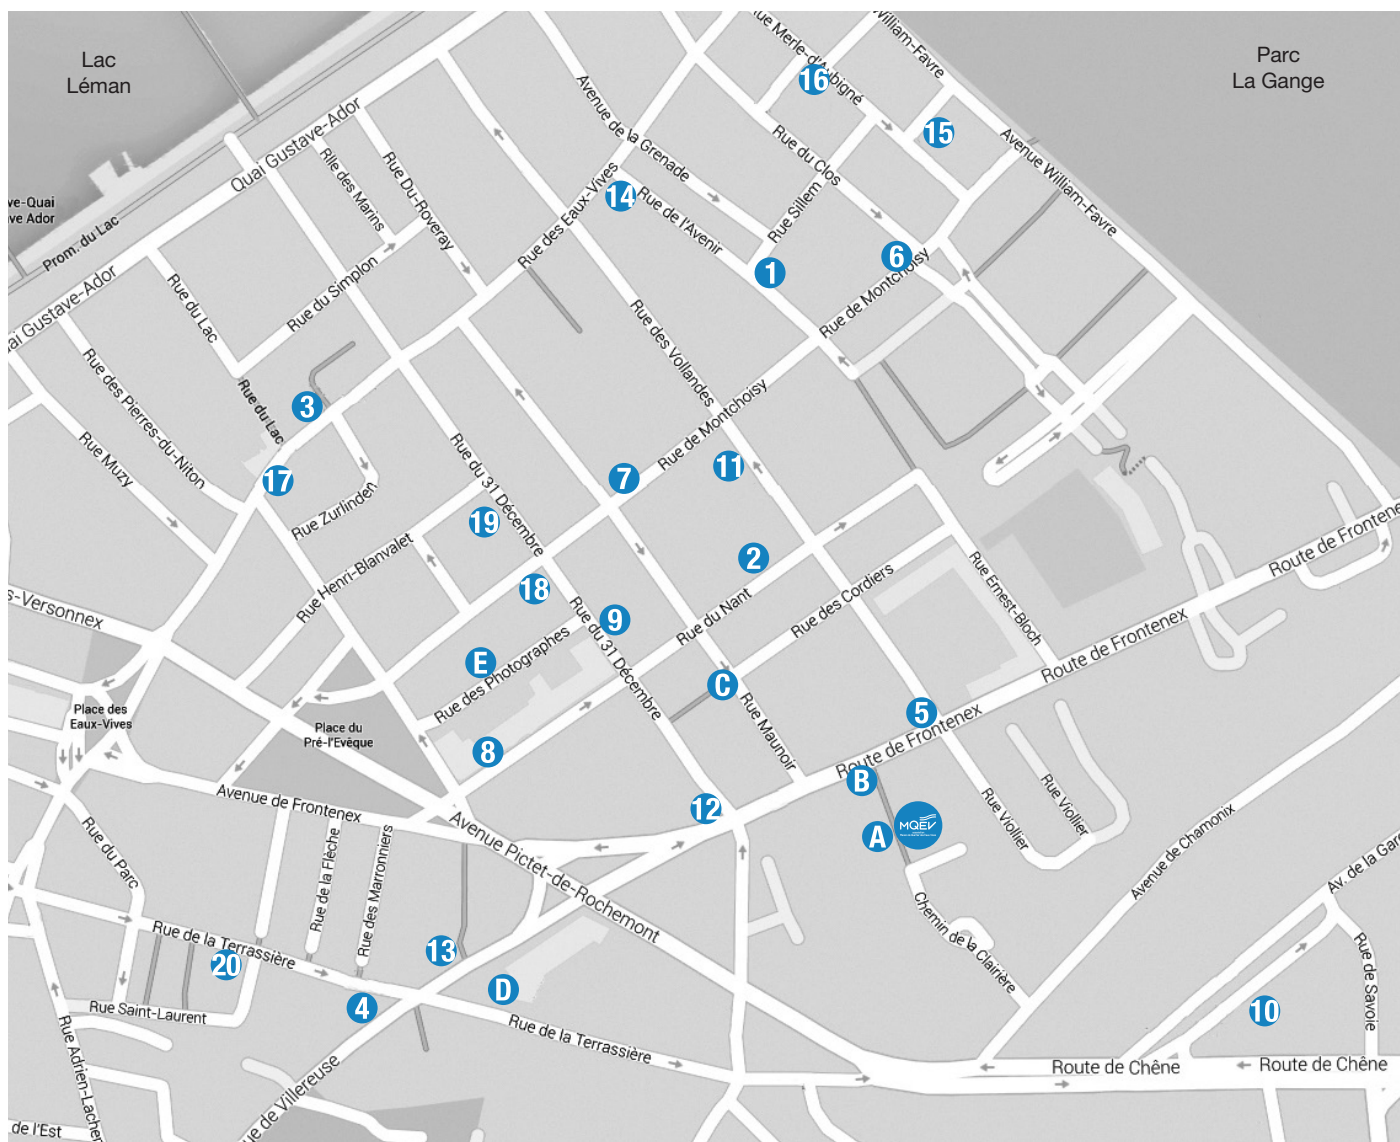 Lac
Léman
Parc
La Gange
Rue Merle-d'Aubigné
William-Favre
16
15
Avenue William-Favre
Quai Gustave-Ador
Rlle des Marins
Rue Du-Roveray
Avenue de la Grenade
Rue du Clos
Rue Sillem
14
Rue de l'Avenir
Rue des Eaux-Vives
ve-Quai
ve Ador
Prom. du Lac
Quai Gustave-Ador
Rue du Lac
Rue du Simplon
1
6
Rue de Montchoisy
Rue des Vollandes
Rue des Pierres-du-Niton
Rue Muzy
Rue du Lac
3
17
Rue Zurlinden
Rue du 31 Décembre
7
Rue de Montchoisy
11
19
2
18
9
Rue Henri-Blanvalet
s-Versonnex
Rue du Nant
Rue des Cordiers
Rue Ernest-Bloch
Route de Frontenex
Route de Frontenex
E
Rue des Photographes
Rue du 31 Décembre
C
Rue Maunoir
5
Route de Frontenex
Place des
Eaux-Vives
Place du
Pré-l'Evêque
8
B
A
MQEV
12
Rue Viollier
Rue Viollier
Avenue de Frontenex
Avenue Pictet-de-Rochemont
Rue du Parc
Rue de la Flèche
Rue des Marronniers
Avenue de Chamonix
Av. de la Gare
Chemin de la Clairière
Rue de la Terrassière
20
13
4
D
10
Rue de Savoie
Rue Saint-Laurent
Rue Adrien-Lachen
Rue de la Terrassière
Route de Chêne
Route de Chêne
ue de Villereuse
de l'Est